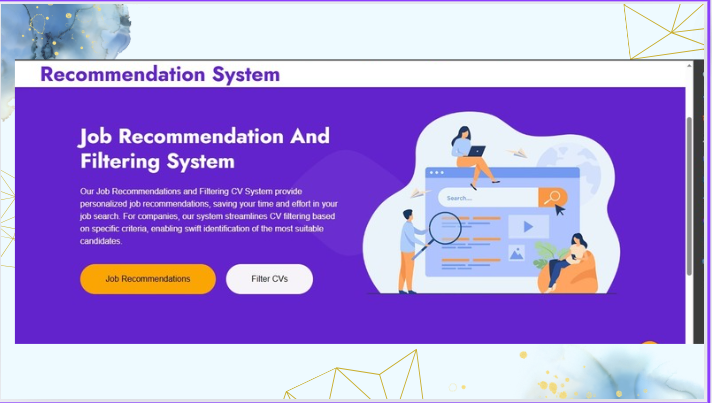 Recommendation System
Job Recommendation And
Filtering System
Our Job Recommendations and Filtering CV System provide
personalized job recommendations, saving your time and effort in your
job search. For companies, our system streamlines CV filtering based
on specific criteria, enabling swift identification of the most suitable
candidates.
Search...
Job Recommendations
Filter CVs